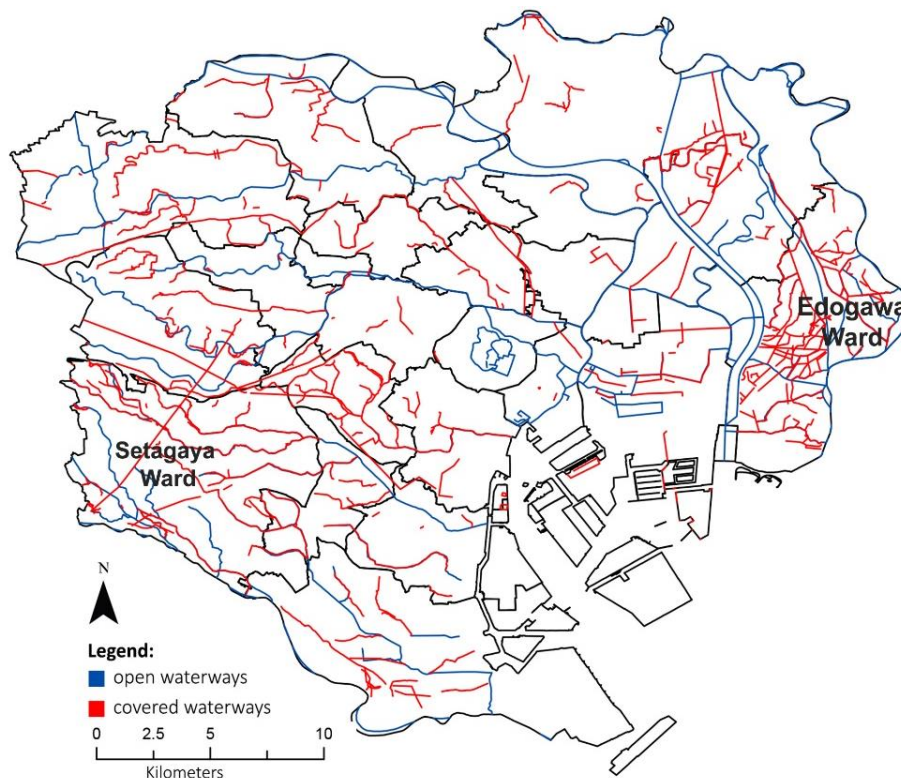 Edogawa
Ward
Setagaya
Ward
N
Legend:
open waterways
covered waterways
0 2.5 5 10
Kilometers